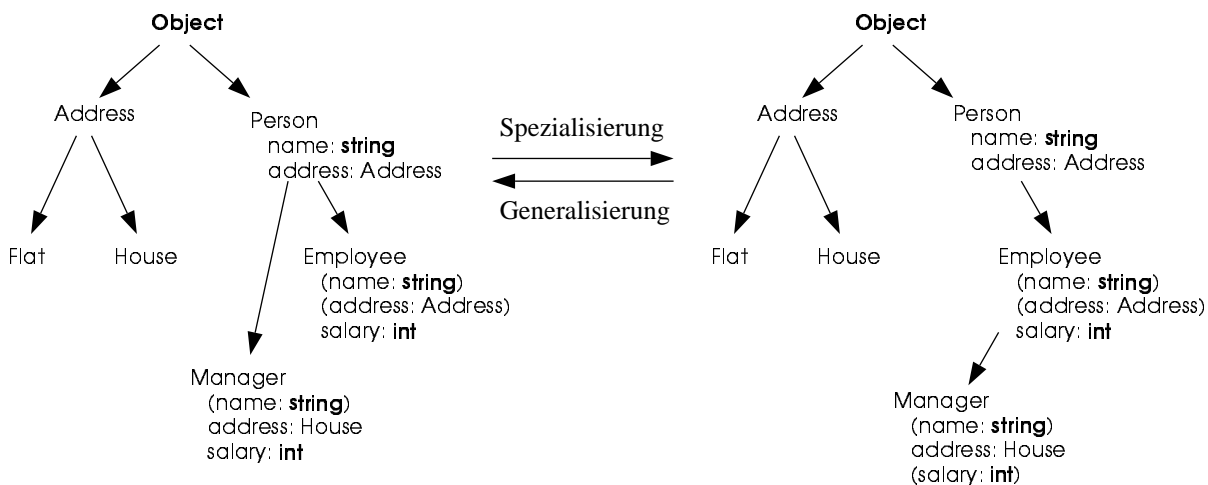 Object
Address
Person
name: string
address: Address
Flat
House
Employee
(name: string)
(address: Address)
salary: int
Manager
(name: string)
address: House
salary: int
Spezialisierung
Generalisierung
Object
Address
Person
name: string
address: Address
Flat
House
Employee
(name: string)
(address: Address)
salary: int
Manager
(name: string)
address: House
(salary: int)